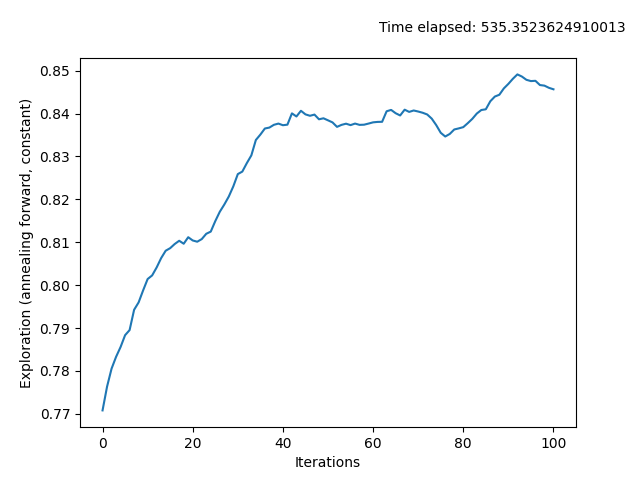 Time elapsed: 535.3523624910013
0.85
0.84
0.83
0.82
0.81
0.80
0.79
0.78
0.77
Exploration (annealing forward, constant)
0 20 40 60 80 100
Iterations